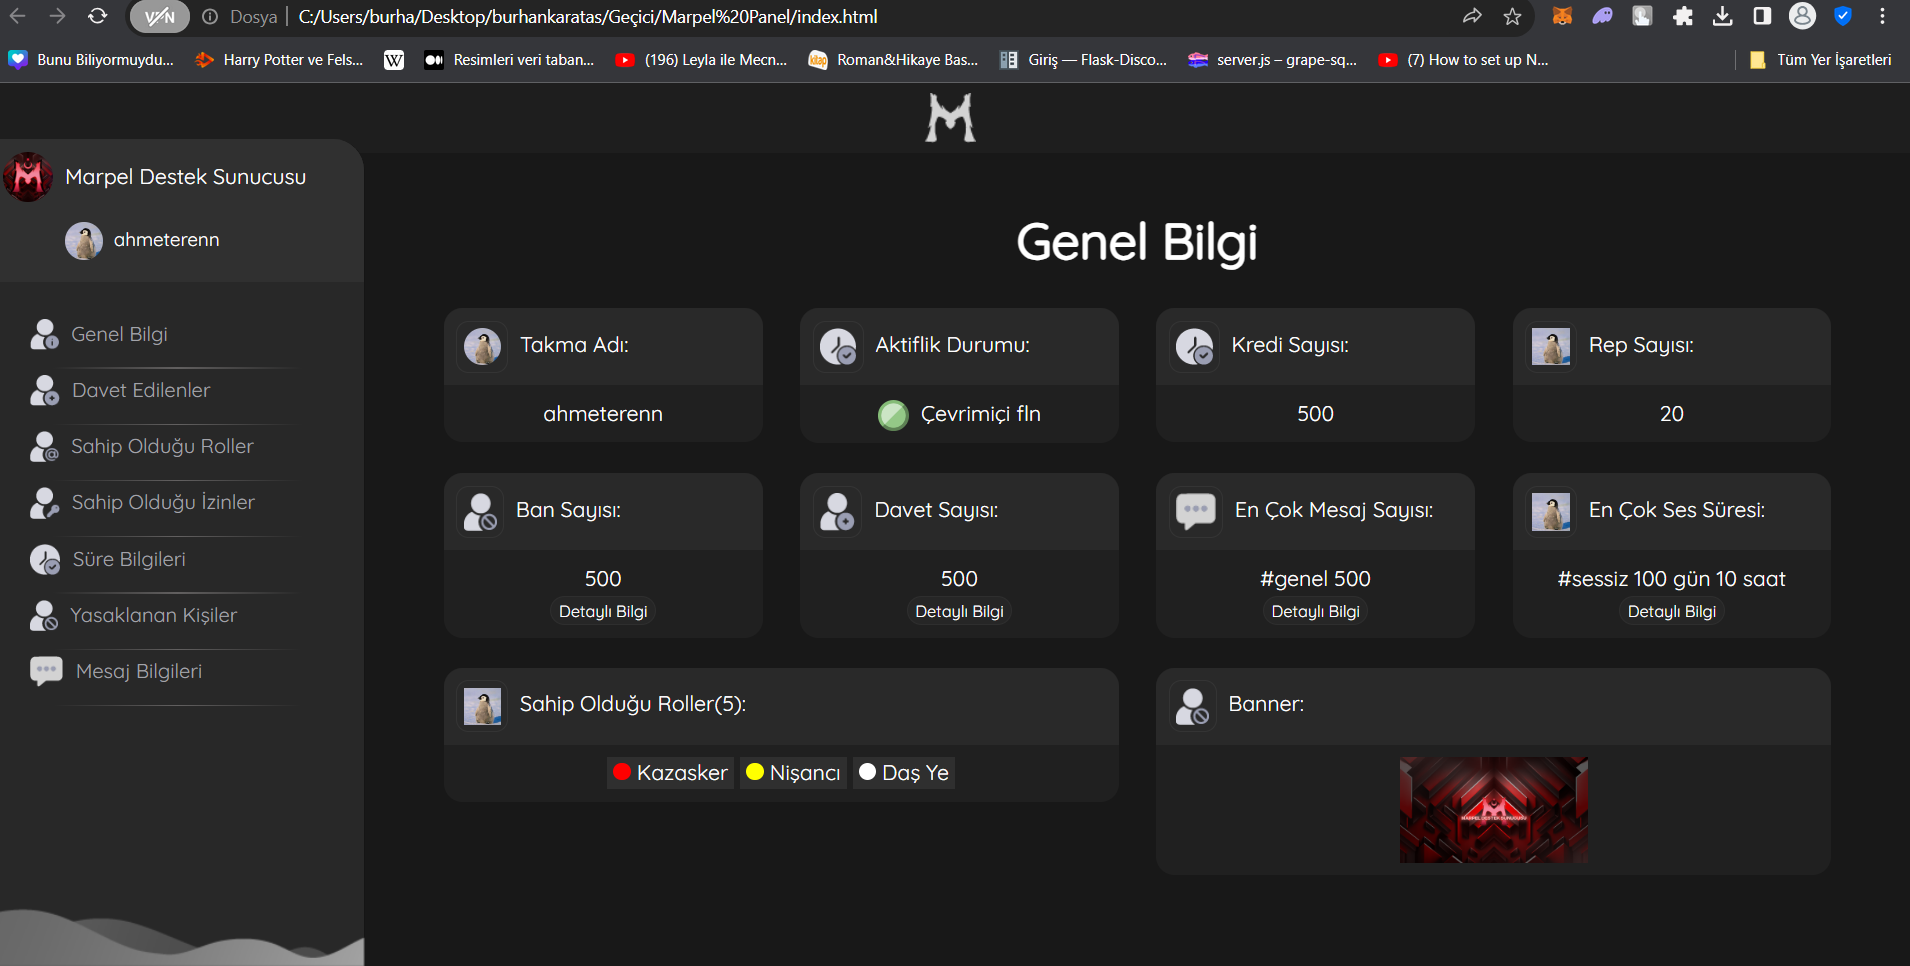 VPN
Dosya
C:/Users/burha/Desktop/burhankaratas/Geçici/Marpel%20Panel/index.html
Bunu Biliyormuydu...
Harry Potter ve Fels...
W
Resimleri veri taban...
(196) Leyla ile Mecn...
kitap
Roman&Hikaye Bas...
Giriş — Flask-Disco...
server.js – grape-sq...
(7) How to set up N...
Tüm Yer İşaretleri
M
Marpel Destek Sunucusu
ahmeterenn
Genel Bilgi
Davet Edilenler
Sahip Olduğu Roller
Sahip Olduğu İzinler
Süre Bilgileri
Yasaklanan Kişiler
Mesaj Bilgileri
Genel Bilgi
Takma Adı:
ahmeterenn
Aktiflik Durumu:
Çevrimiçi fln
Kredi Sayısı:
500
Rep Sayısı:
20
Ban Sayısı:
500
Detaylı Bilgi
Davet Sayısı:
500
Detaylı Bilgi
En Çok Mesaj Sayısı:
#genel 500
Detaylı Bilgi
En Çok Ses Süresi:
#sessiz 100 gün 10 saat
Detaylı Bilgi
Sahip Olduğu Roller(5):
Kazasker
Nişancı
Daş Ye
Banner:
MARPEL DESTEK SUNUCUSU